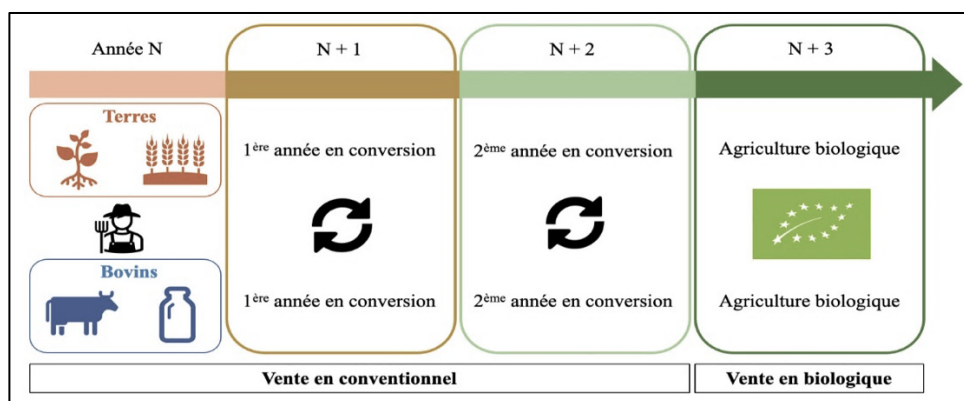 Année N
N + 1
N + 2
N + 3
Terres
1ère année en conversion
2ème année en conversion
Agriculture biologique
Bovins
1ère année en conversion
2ème année en conversion
Agriculture biologique
Vente en conventionnel
Vente en biologique